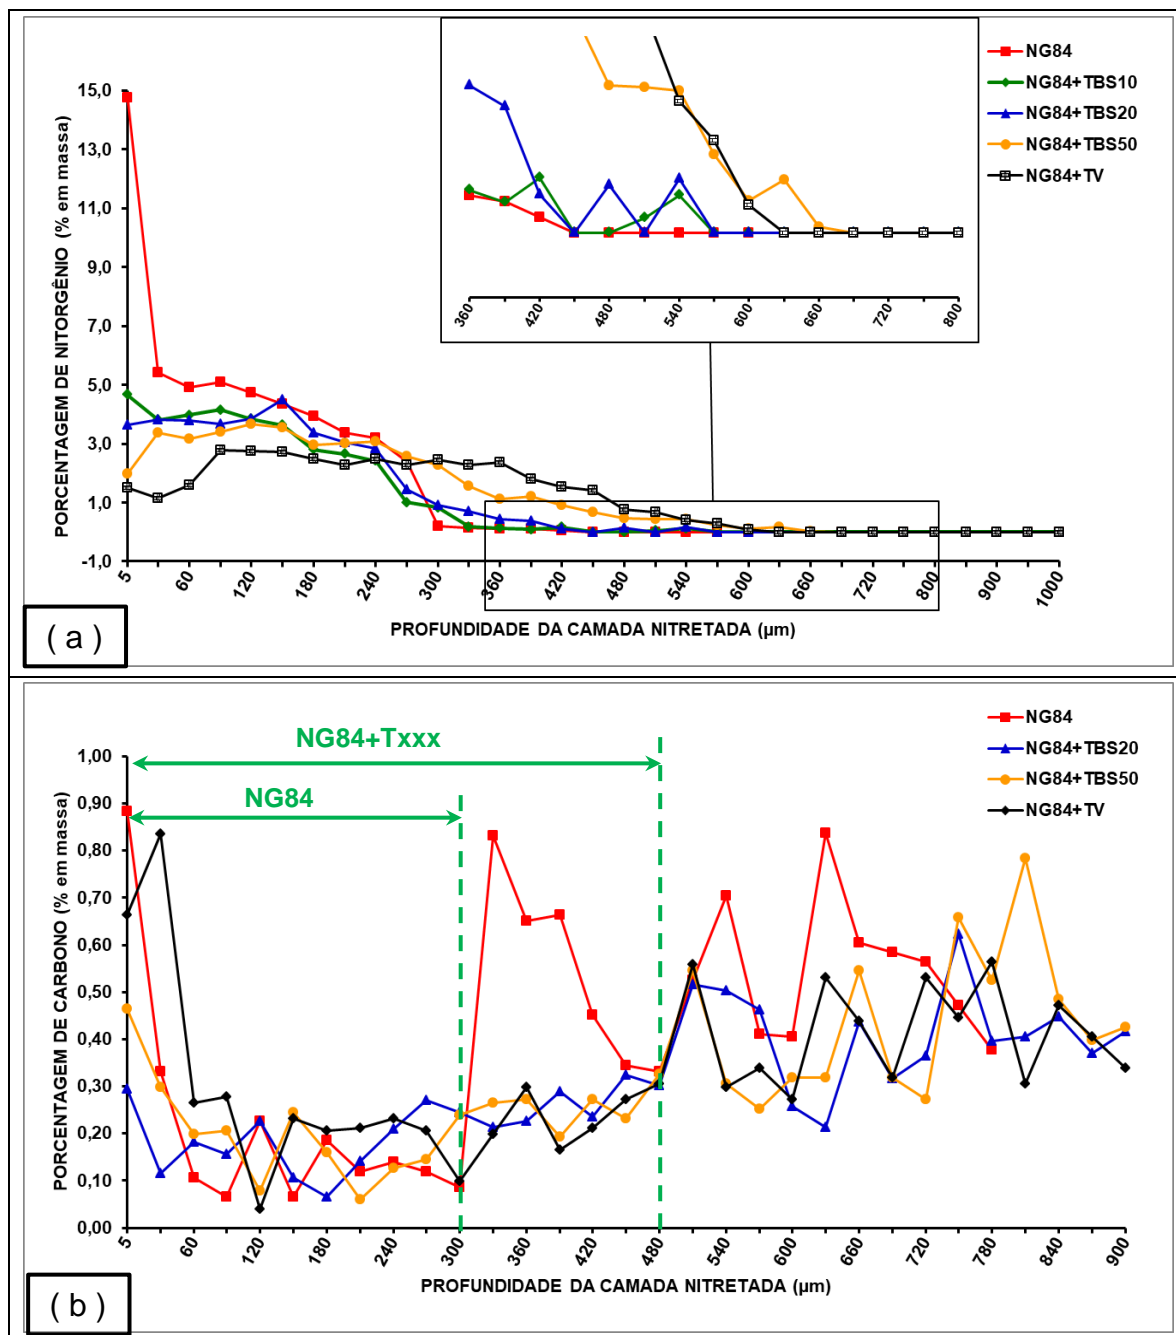 NG84
NG84+TBS10
NG84+TBS20
NG84+TBS50
NG84+TV
360 420 480 540 600 660 720 800
PORCENTAGEM DE NITORGÊNIO (% em massa)
15,0
13,0
11,0
9,0
7,0
5,0
3,0
1,0
-1,0
5 60 120 180 240 300 360 420 480 540 600 660 720 800 900 1000
PROFUNDIDADE DA CAMADA NITRETADA (µm)
( a )
NG84
NG84+TBS20
NG84+TBS50
NG84+TV
NG84+Txxx
NG84
PORCENTAGEM DE CARBONO (% em massa)
1,00
0,90
0,80
0,70
0,60
0,50
0,40
0,30
0,20
0,10
0,00
5 60 120 180 240 300 360 420 480 540 600 660 720 780 840 900
PROFUNDIDADE DA CAMADA NITRETADA (µm)
( b )